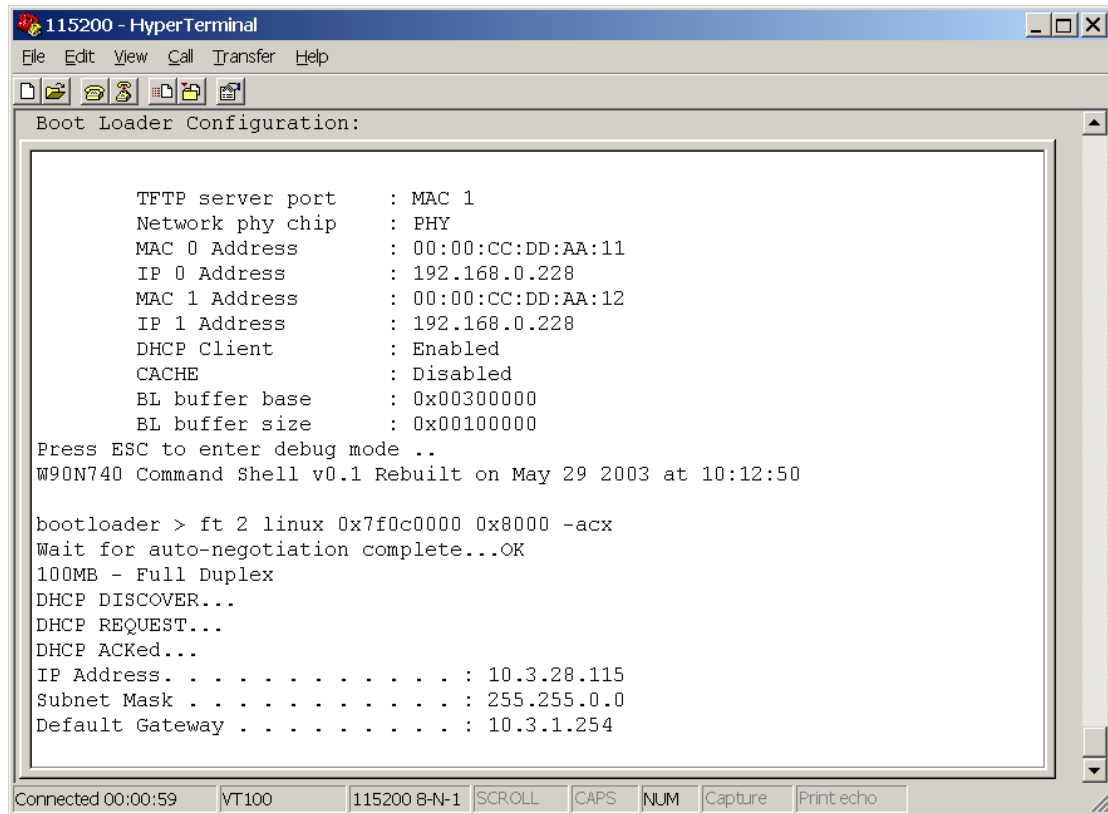 115200 - HyperTerminal
File Edit View Call Transfer Help
Boot Loader Configuration:
TFTP server port : MAC 1
Network phy chip : PHY
MAC 0 Address : 00:00:CC:DD:AA:11
IP 0 Address : 192.168.0.228
MAC 1 Address : 00:00:CC:DD:AA:12
IP 1 Address : 192.168.0.228
DHCP Client : Enabled
CACHE : Disabled
BL buffer base : 0x00300000
BL buffer size : 0x00100000
Press ESC to enter debug mode ..
W90N740 Command Shell v0.1 Rebuilt on May 29 2003 at 10:12:50
bootloader > ft 2 linux 0x7f0c0000 0x8000 -acx
Wait for auto-negotiation complete...OK
100MB - Full Duplex
DHCP DISCOVER...
DHCP REQUEST...
DHCP ACKed...
IP Address. . . . . . . . . . . . : 10.3.28.115
Subnet Mask . . . . . . . . . . . : 255.255.0.0
Default Gateway . . . . . . . . . : 10.3.1.254
Connected 00:00:59 VT100 115200 8-N-1 SCROLL CAPS NUM Capture Print echo